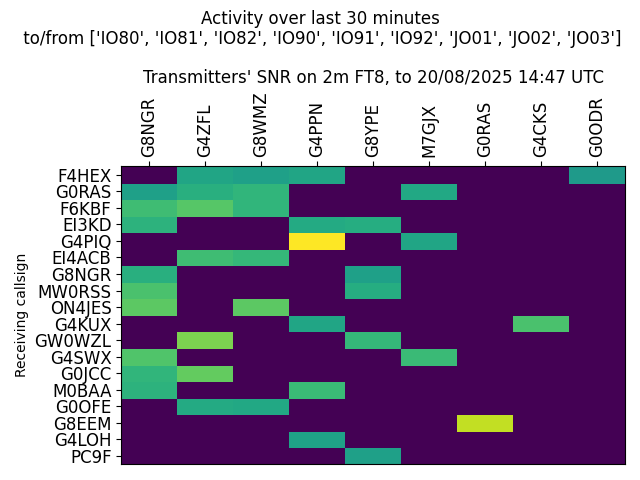 Activity over last 30 minutes
to/from ['IO80', 'IO81', 'IO82', 'IO90', 'IO91', 'IO92', 'JO01', 'JO02', 'JO03']
Transmitters' SNR on 2m FT8, to 20/08/2025 14:47 UTC
G8NGR
G4ZFL
G8WMZ
G4PPN
G8YPE
M7GJX
G0RAS
G4CKS
G0ODR
Receiving callsign
F4HEX
G0RAS
F6KBF
EI3KD
G4PIQ
EI4ACB
G8NGR
MW0RSS
ON4JES
G4KUX
GW0WZL
G4SWX
G0JCC
M0BAA
G0OFE
G8EEM
G4LOH
PC9F